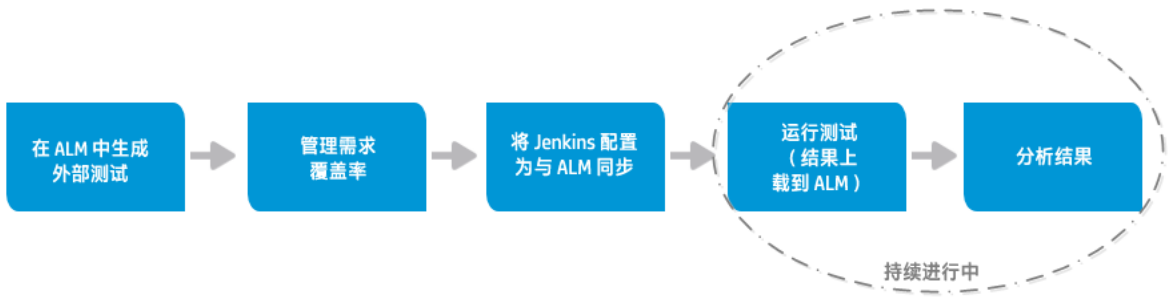 在 ALM 中生成
外部测试
管理需求
覆盖率
将 Jenkins 配置
为与 ALM 同步
运行测试
（结果上
载到 ALM）
分析结果
持续进行中